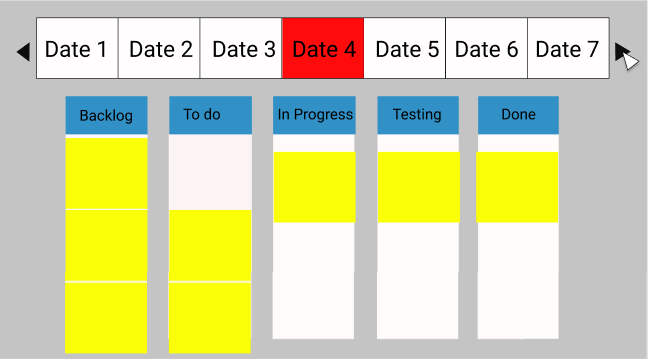 Date 1 Date 2 Date 3 Date 4 Date 5 Date 6 Date 7
Backlog To do In Progress Testing Done